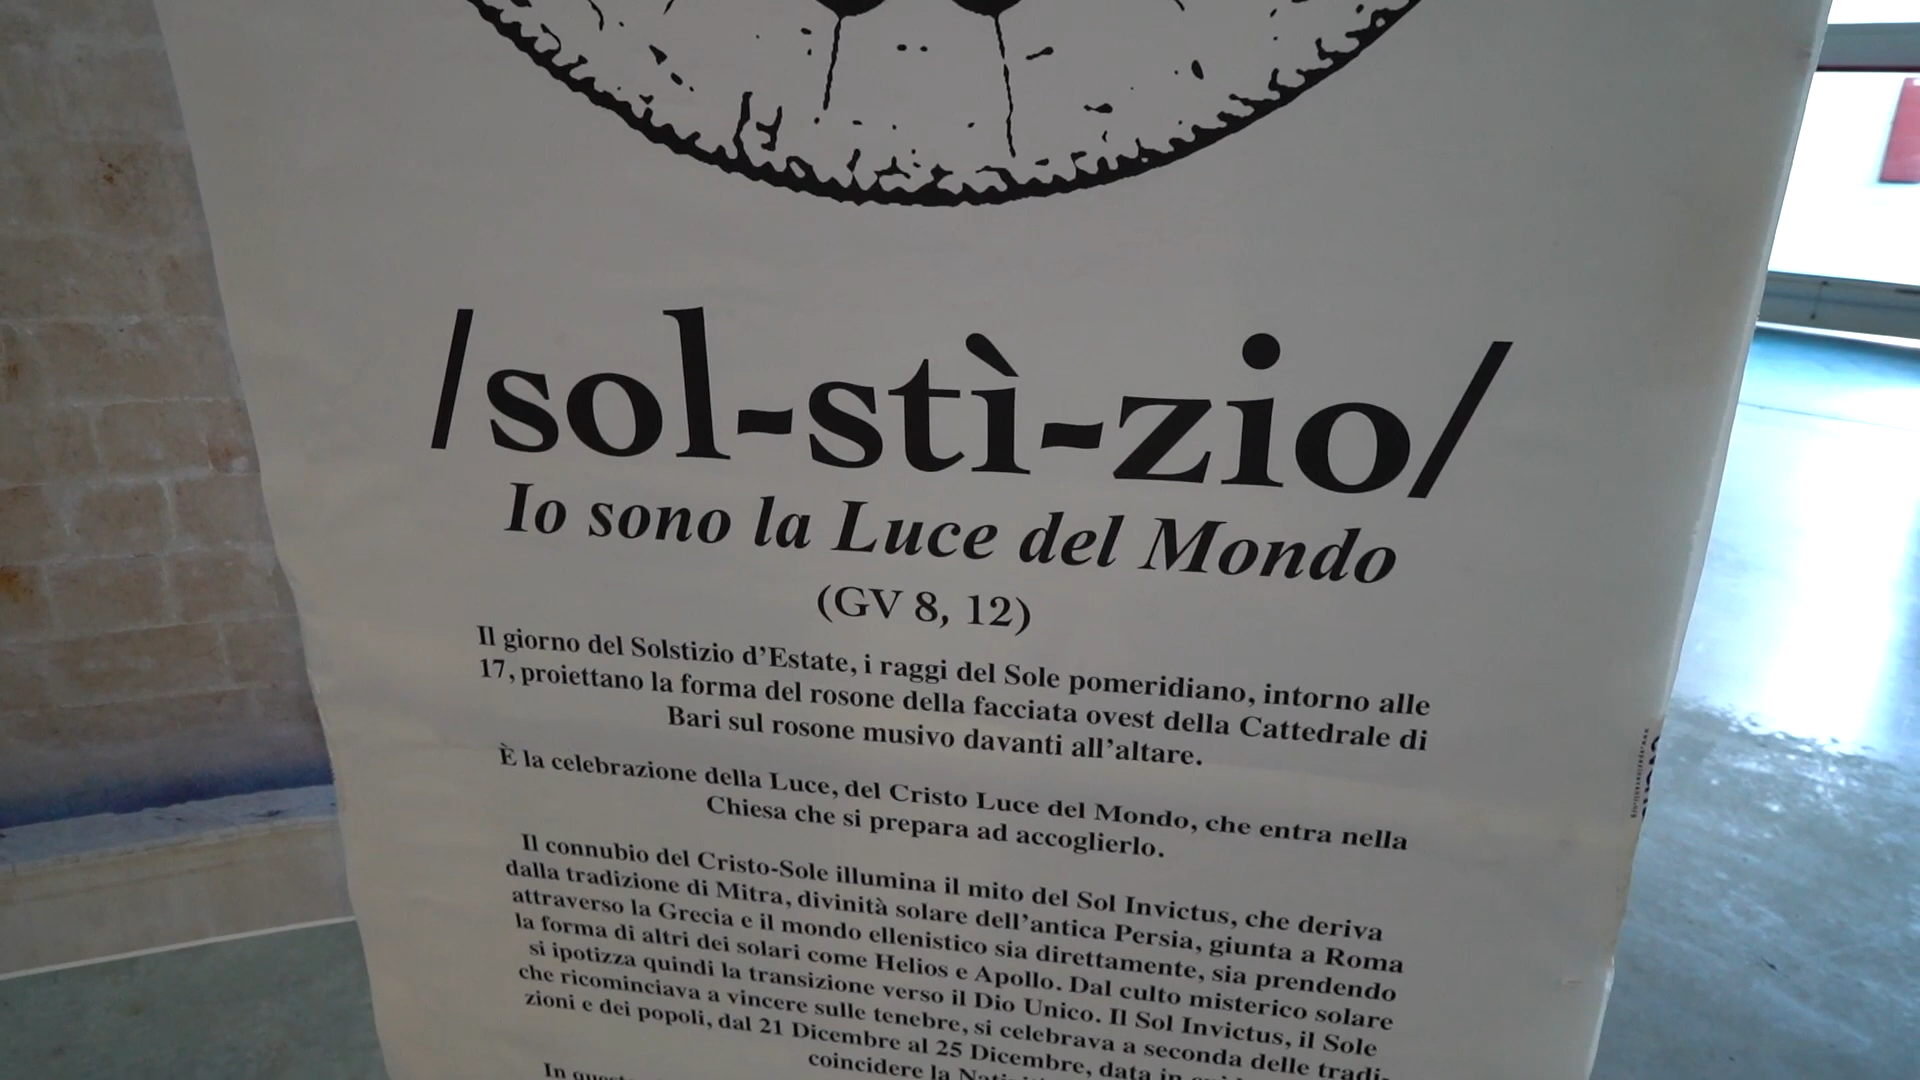 /sol-stì-zio/
Io sono la Luce del Mondo
(GV 8, 12)
Il giorno del Solstizio d'Estate, i raggi del Sole pomeridiano, intorno alle
17, proiettano la forma del rosone della facciata ovest della Cattedrale di
Bari sul rosone musivo davanti all'altare.
È la celebrazione della Luce, del Cristo Luce del Mondo, che entra nella
Chiesa che si prepara ad accoglierlo.
Il connubio del Cristo-Sole illumina il mito del Sol Invictus, che deriva
dalla tradizione di Mitra, divinità solare dell'antica Persia, giunta a Roma
attraverso la Grecia e il mondo ellenistico sia direttamente, sia prendendo
la forma di altri dei solari come Helios e Apollo. Dal culto misterico solare
si ipotizza quindi la transizione verso il Dio Unico. Il Sol Invictus, il Sole
che ricominciava a vincere sulle tenebre, si celebrava a seconda delle tradi-
zioni e dei popoli, dal 21 Dicembre al 25 Dicembre, data in
coincidere la
In